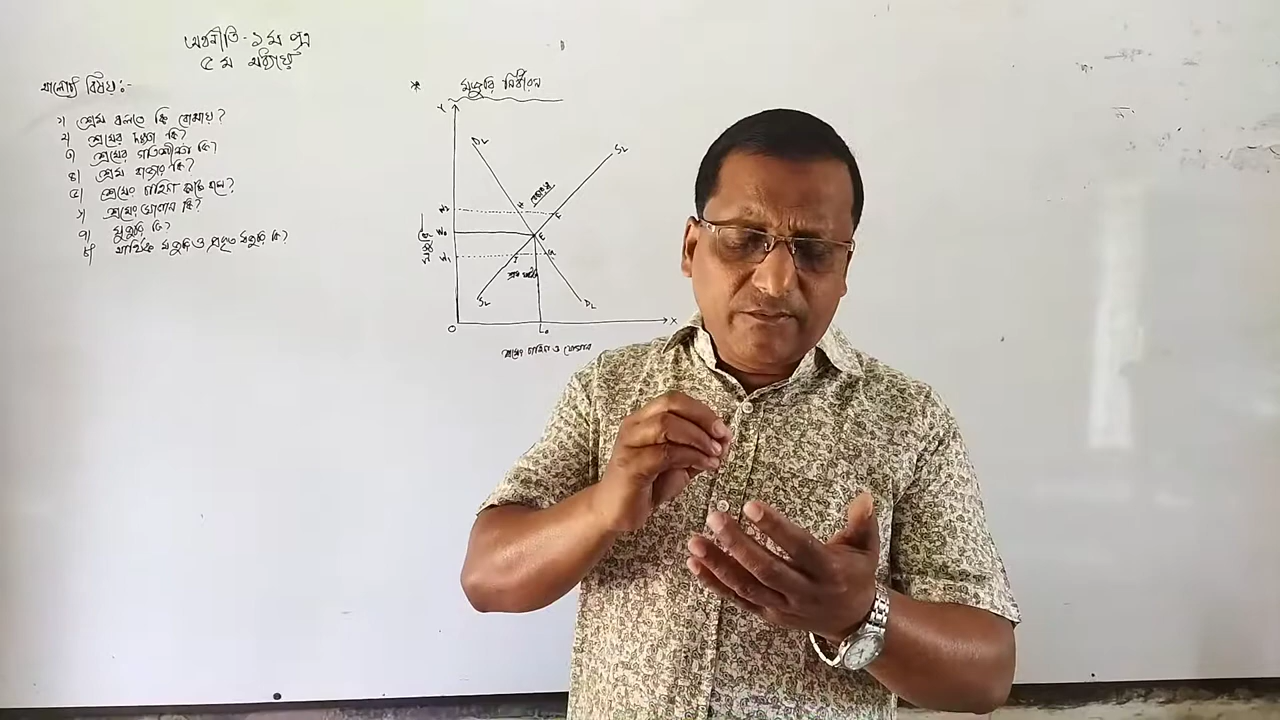 অর্থনীতি - ১ম পত্র
৫ম অধ্যায়
আলোচ্য বিষয়ঃ-
১। শ্রম বলতে কি বোঝায়?
২। শ্রমের দক্ষতা কি?
৩। শ্রমের গতিশীলতা কি?
৪। শ্রম বাজার কি?
৫। শ্রমের চাহিদা কাকে বলে?
৬। শ্রমের যোগান কি?
৭। মজুরি কি?
৮। আর্থিক মজুরি ও প্রকৃত মজুরি কি?
* মজুরি নির্ধারন
Y
DL
SL
W₀
E
SL
DL
O
L₀
X
শ্রমের চাহিদা ও যোগান